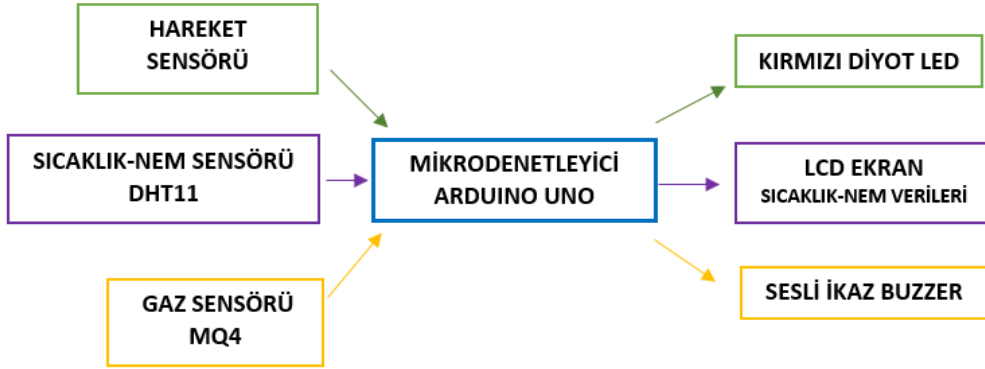 HAREKET
SENSÖRÜ
KIRMIZI DİYOT LED
SICAKLIK-NEM SENSÖRÜ
DHT11
MİKRODENETLEYİCİ
ARDUINO UNO
LCD EKRAN
SICAKLIK-NEM VERİLERİ
GAZ SENSÖRÜ
MQ4
SESLİ İKAZ BUZZER